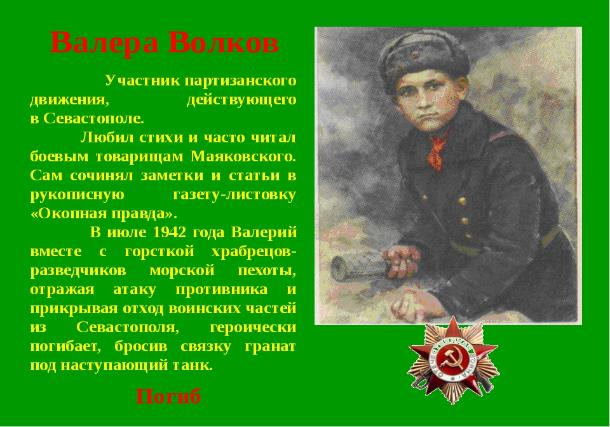 Валера Волков
Участник партизанского
движения, действующего
в Севастополе.
Любил стихи и часто читал
боевым товарищам Маяковского.
Сам сочинял заметки и статьи в
рукописную газету-листовку
«Окопная правда».
В июле 1942 года Валерий
вместе с горсткой храбрецов-
разведчиков морской пехоты,
отражая атаку противника и
прикрывая отход воинских частей
из Севастополя, героически
погибает, бросив связку гранат
под наступающий танк.
Погиб